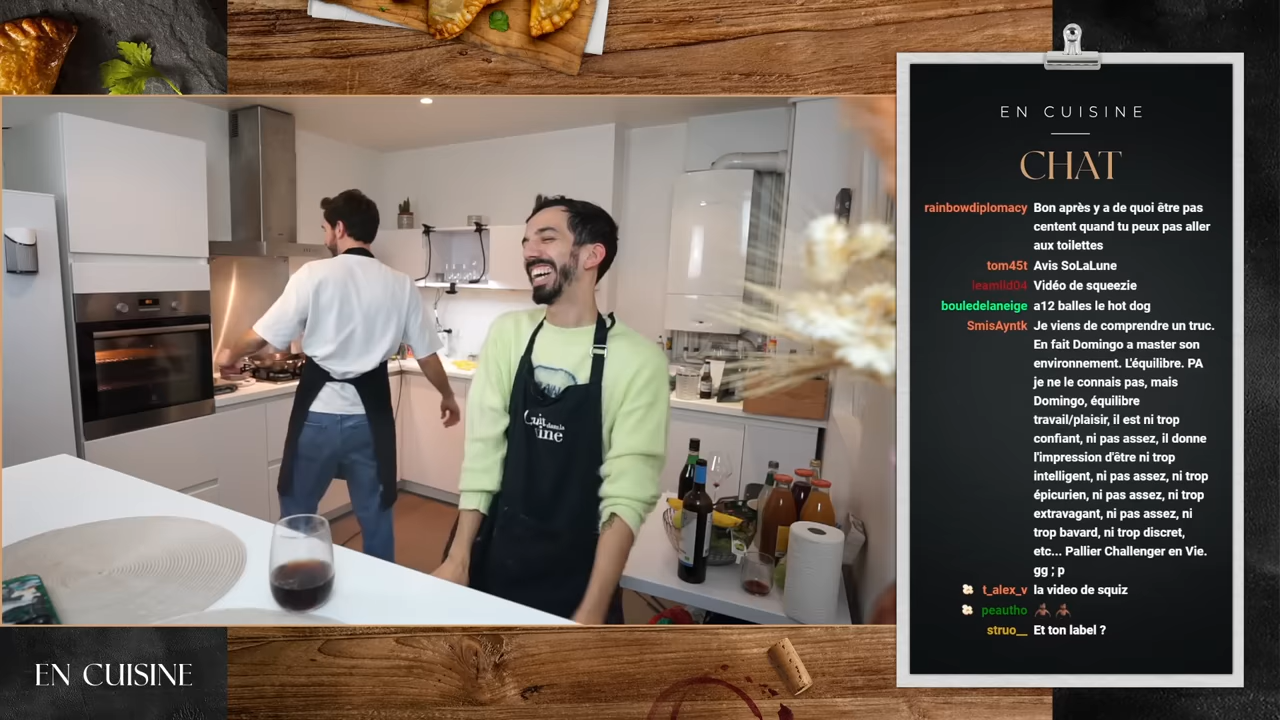 EN CUISINE
CHAT
rainbowdiplomacy Bon après y a de quoi être pas
centent quand tu peux pas aller
aux toilettes
tom45t Avis SoLaLune
leamild04 Vidéo de squeezie
bouledelaneige a12 balles le hot dog
SmisAyntk Je viens de comprendre un truc.
En fait Domingo a master son
environnement. L'équilibre. PA
je ne le connais pas, mais
Domingo, équilibre
travail/plaisir, il est ni trop
confiant, ni pas assez, il donne
l'impression d'être ni trop
intelligent, ni pas assez, ni trop
épicurien, ni pas assez, ni trop
extravagant, ni pas assez, ni
trop bavard, ni trop discret,
etc... Pallier Challenger en Vie.
gg ; p
t_alex_v la video de squiz
peautho
struo__ Et ton label ?
Cuit dans la
uine
EN CUISINE